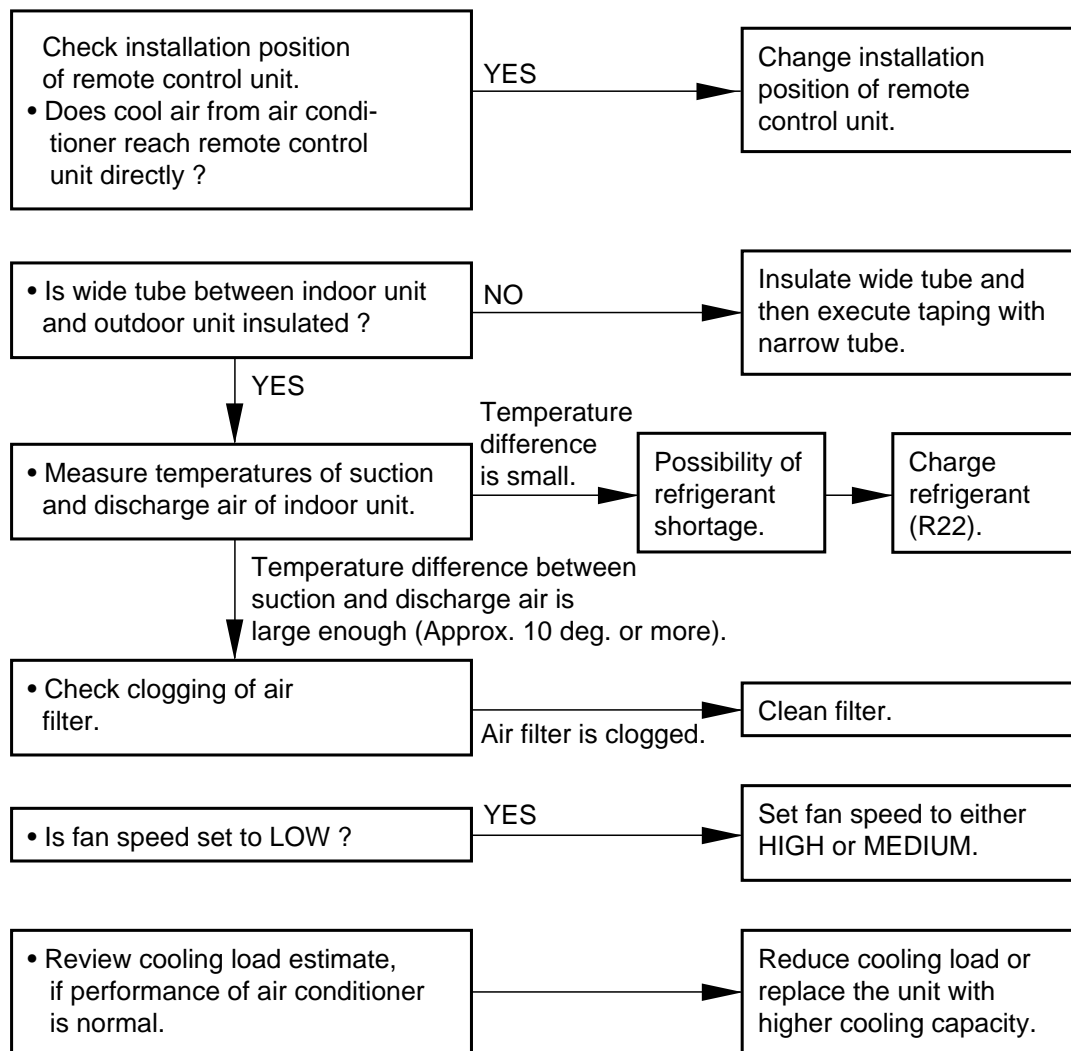 Check installation position
of remote control unit.
• Does cool air from air condi-
tioner reach remote control
unit directly ?
YES
Change installation
position of remote
control unit.
• Is wide tube between indoor unit
and outdoor unit insulated ?
NO
Insulate wide tube and
then execute taping with
narrow tube.
YES
• Measure temperatures of suction
and discharge air of indoor unit.
Temperature
difference
is small.
Possibility of
refrigerant
shortage.
Charge
refrigerant
(R22).
Temperature difference between
suction and discharge air is
large enough (Approx. 10 deg. or more).
• Check clogging of air
filter.
Air filter is clogged.
Clean filter.
• Is fan speed set to LOW ?
YES
Set fan speed to either
HIGH or MEDIUM.
• Review cooling load estimate,
if performance of air conditioner
is normal.
Reduce cooling load or
replace the unit with
higher cooling capacity.